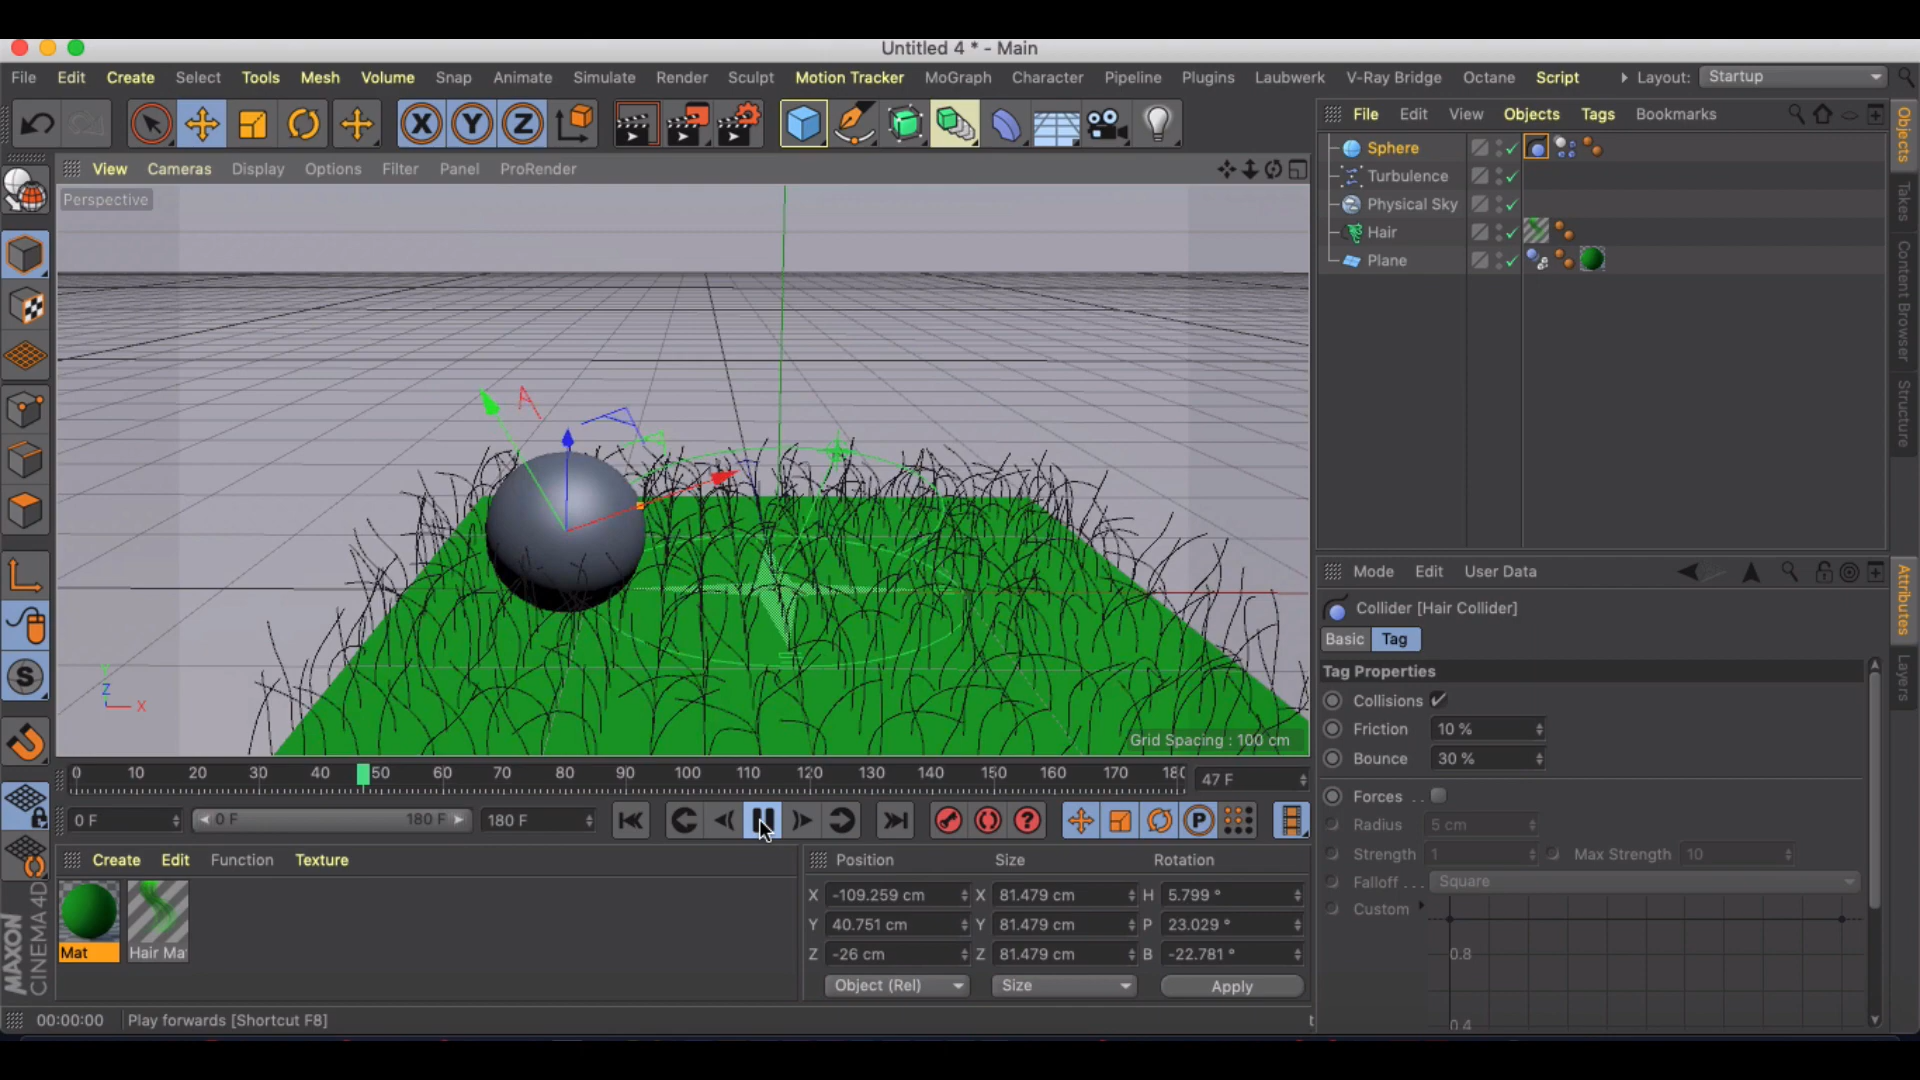 Untitled 4 * - Main
File Edit Create Select Tools Mesh Volume Snap Animate Simulate Render Sculpt Motion Tracker MoGraph Character Pipeline Plugins Laubwerk V-Ray Bridge Octane Script Layout: Startup
X Y Z
File Edit View Objects Tags Bookmarks
View Cameras Display Options Filter Panel ProRender
Perspective
Sphere
Turbulence
Physical Sky
Hair
Plane
Objects
Takes
Content Browser
Structure
Grid Spacing : 100 cm
Z
X
S
Mode Edit User Data
Collider [Hair Collider]
Basic Tag
Tag Properties
Collisions
Friction 10 %
Bounce 30 %
Forces . .
Radius 5 cm
Strength 1 Max Strength 10
Falloff . . . Square
Custom
0.8
0.4
Attributes
Layers
0 10 20 30 40 50 60 70 80 90 100 110 120 130 140 150 160 170 180 47 F
0 F 0 F 180 F 180 F
P
Create Edit Function Texture
Mat Hair Ma
Position Size Rotation
X -109.259 cm X 81.479 cm H 5.799 °
Y 40.751 cm Y 81.479 cm P 23.029 °
Z -26 cm Z 81.479 cm B -22.781 °
Object (Rel) Size Apply
MAXON
CINEMA 4D
00:00:00 Play forwards [Shortcut F8]